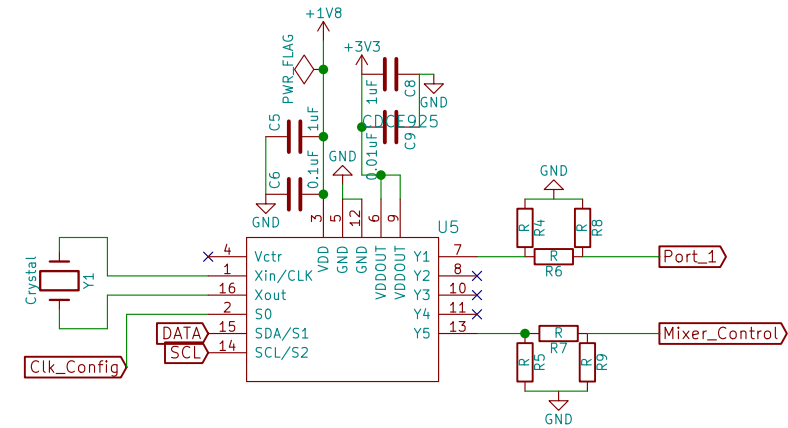 +1V8
+3V3
PWR_FLAG
C5
1uF
C6
0.1uF
GND
GND
1uF
C8
GND
CDCE925
0.01uF
C9
U5
3
5
12
6
9
VDD
GND
GND
VDDOUT
VDDOUT
4
Vctr
1
Xin/CLK
16
Xout
2
S0
15
SDA/S1
14
SCL/S2
Y1
7
Y2
8
Y3
10
Y4
11
Y5
13
Crystal
Y1
DATA
SCL
Clk_Config
GND
R
R4
R
R8
R
R6
Port_1
R
R7
Mixer_Control
R
R5
R
R9
GND